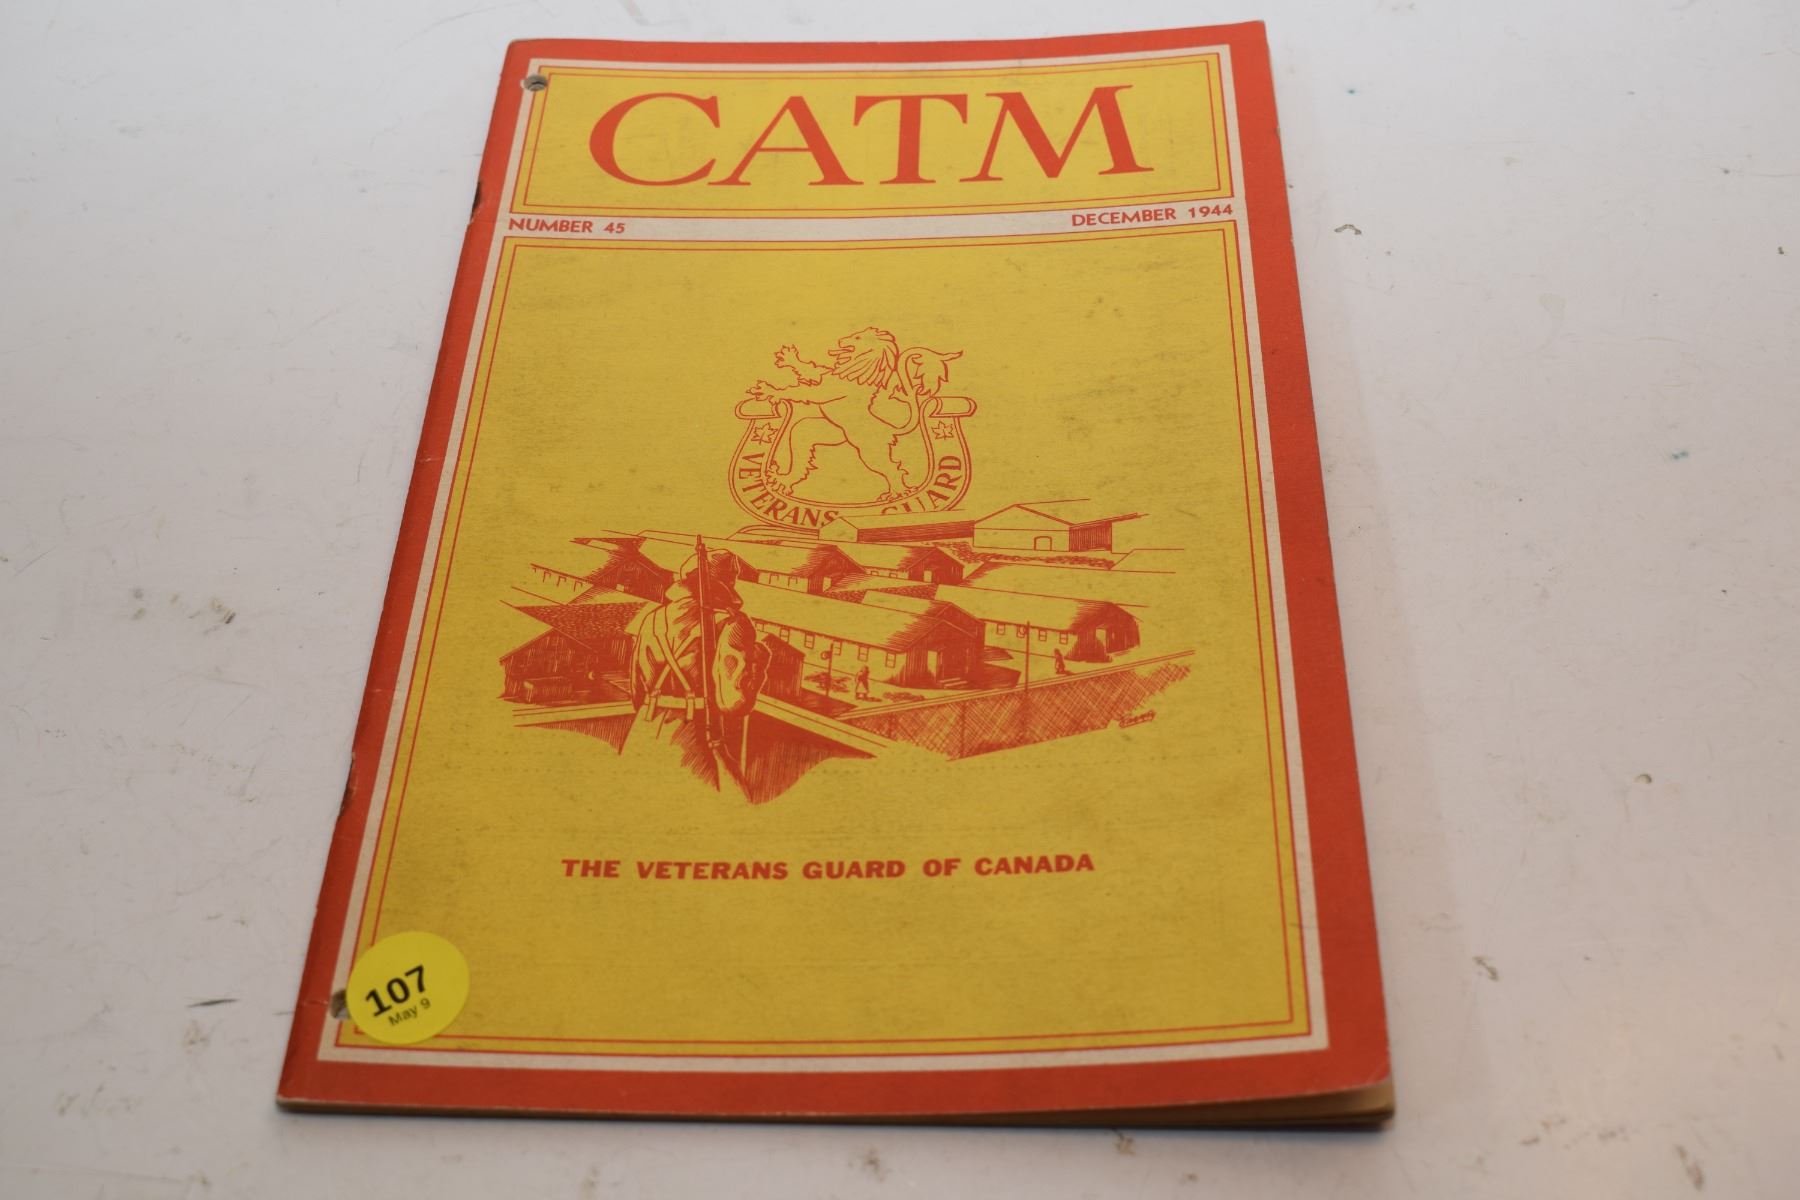 CATM
NUMBER 45 DECEMBER 1944
VETERANS GUARD
THE VETERANS GUARD OF CANADA
107
May 9